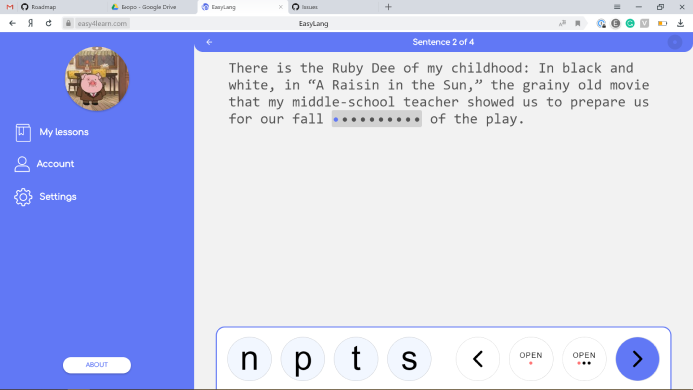 Roadmap
Бюро - Google Drive
EasyLang
Issues
easy4learn.com
EasyLang
Sentence 2 of 4
There is the Ruby Dee of my childhood: In black and
white, in “A Raisin in the Sun,” the grainy old movie
that my middle-school teacher showed us to prepare us
for our fall •••••••••• of the play.
My lessons
Account
Settings
ABOUT
n p t s
OPEN
OPEN